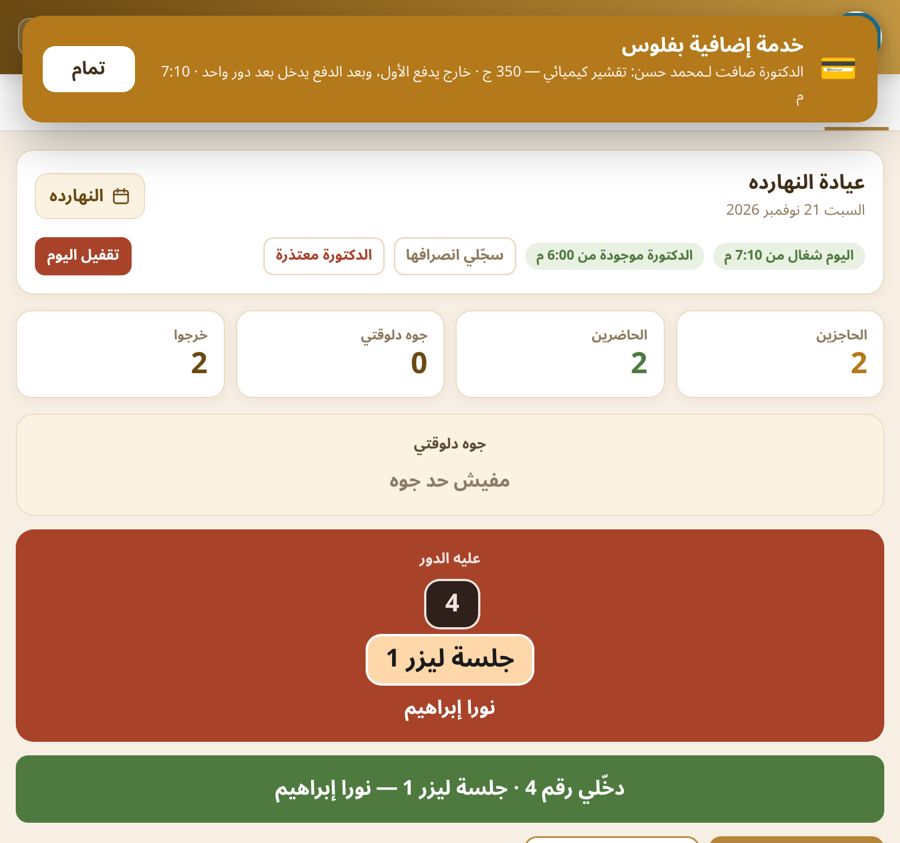 خدمة إضافية بفلوس
الدكتورة ضافت لـمحمد حسن: تقشير كيميائي — 350 ج · خارج يدفع الأول، وبعد الدفع يدخل بعد دور واحد · 7:10
م
تمام
عيادة النهارده
السبت 21 نوفمبر 2026
النهارده
اليوم شغال من 7:10 م
الدكتورة موجودة من 6:00 م
سجّلي انصرافها
الدكتورة معتذرة
تقفيل اليوم
الحاجزين
2
الحاضرين
2
جوه دلوقتي
0
خرجوا
2
جوه دلوقتي
مفيش حد جوه
عليه الدور
4
جلسة ليزر 1
نورا إبراهيم
دخّلي رقم 4 · جلسة ليزر 1 — نورا إبراهيم